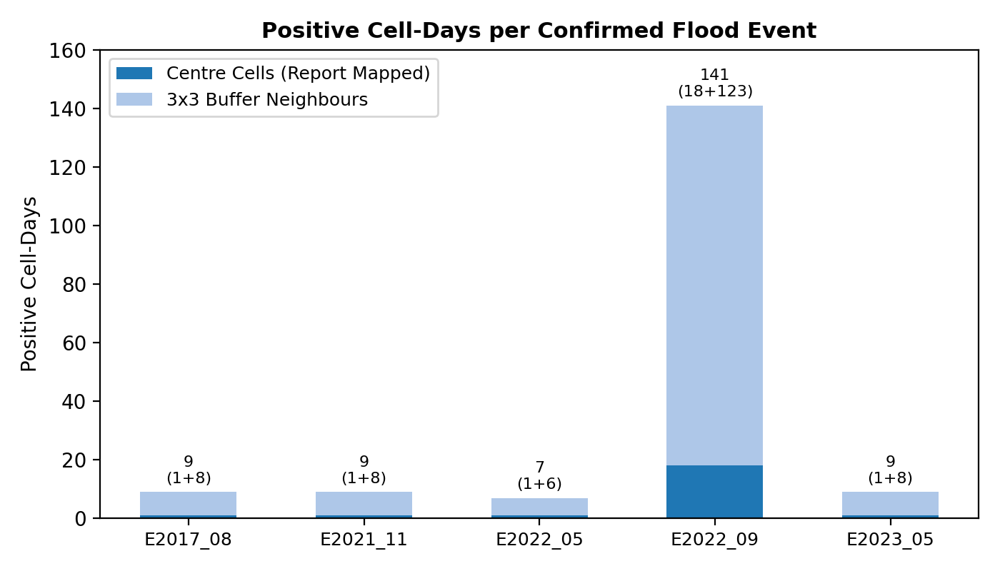 Positive Cell-Days per Confirmed Flood Event
Positive Cell-Days
160
140
120
100
80
60
40
20
0
Centre Cells (Report Mapped)
3x3 Buffer Neighbours
9
(1+8)
9
(1+8)
7
(1+6)
141
(18+123)
9
(1+8)
E2017_08
E2021_11
E2022_05
E2022_09
E2023_05